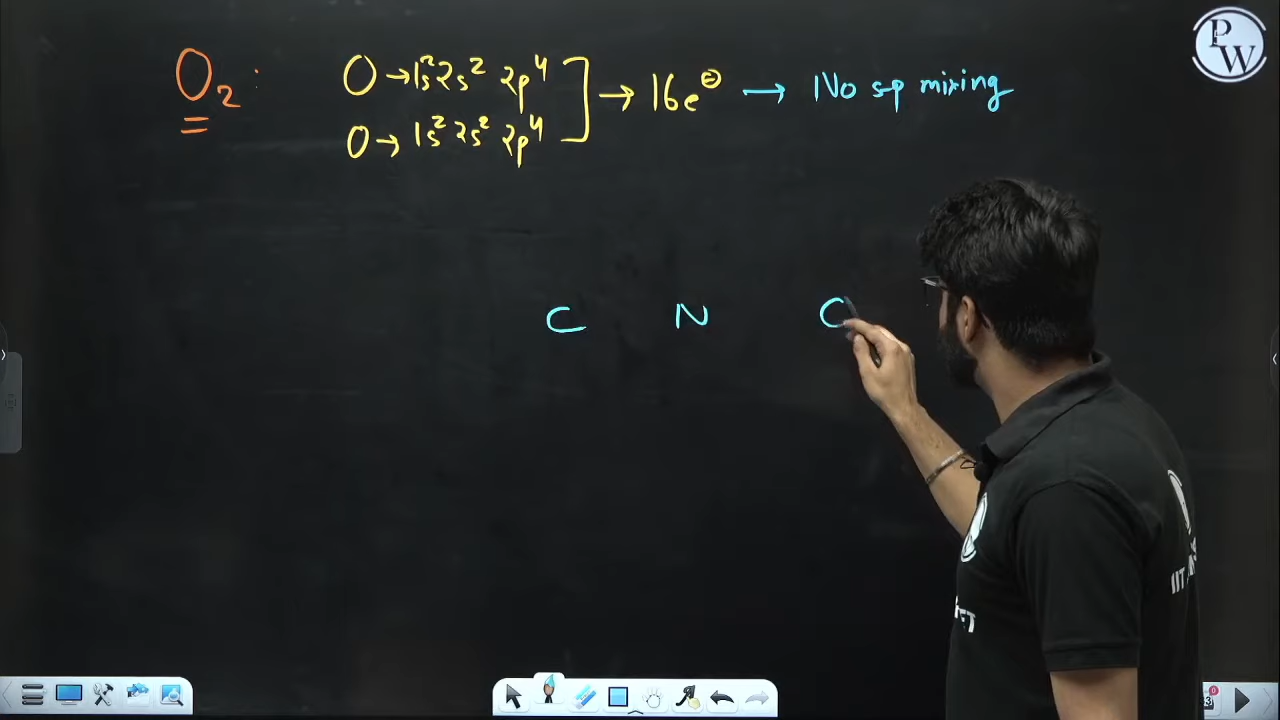 O₂ : O → 1s² 2s² 2p⁴ ] → 16e⊖ → No sp mixing
O → 1s² 2s² 2p⁴
C N
PW